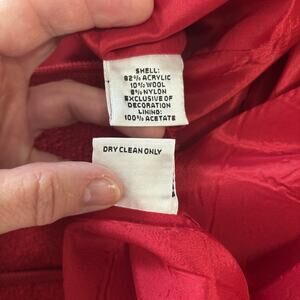 SHELL:
82% ACRYLIC
10% WOOL
8% NYLON
EXCLUSIVE OF
DECORATION
LINING:
100% ACETATE
DRY CLEAN ONLY